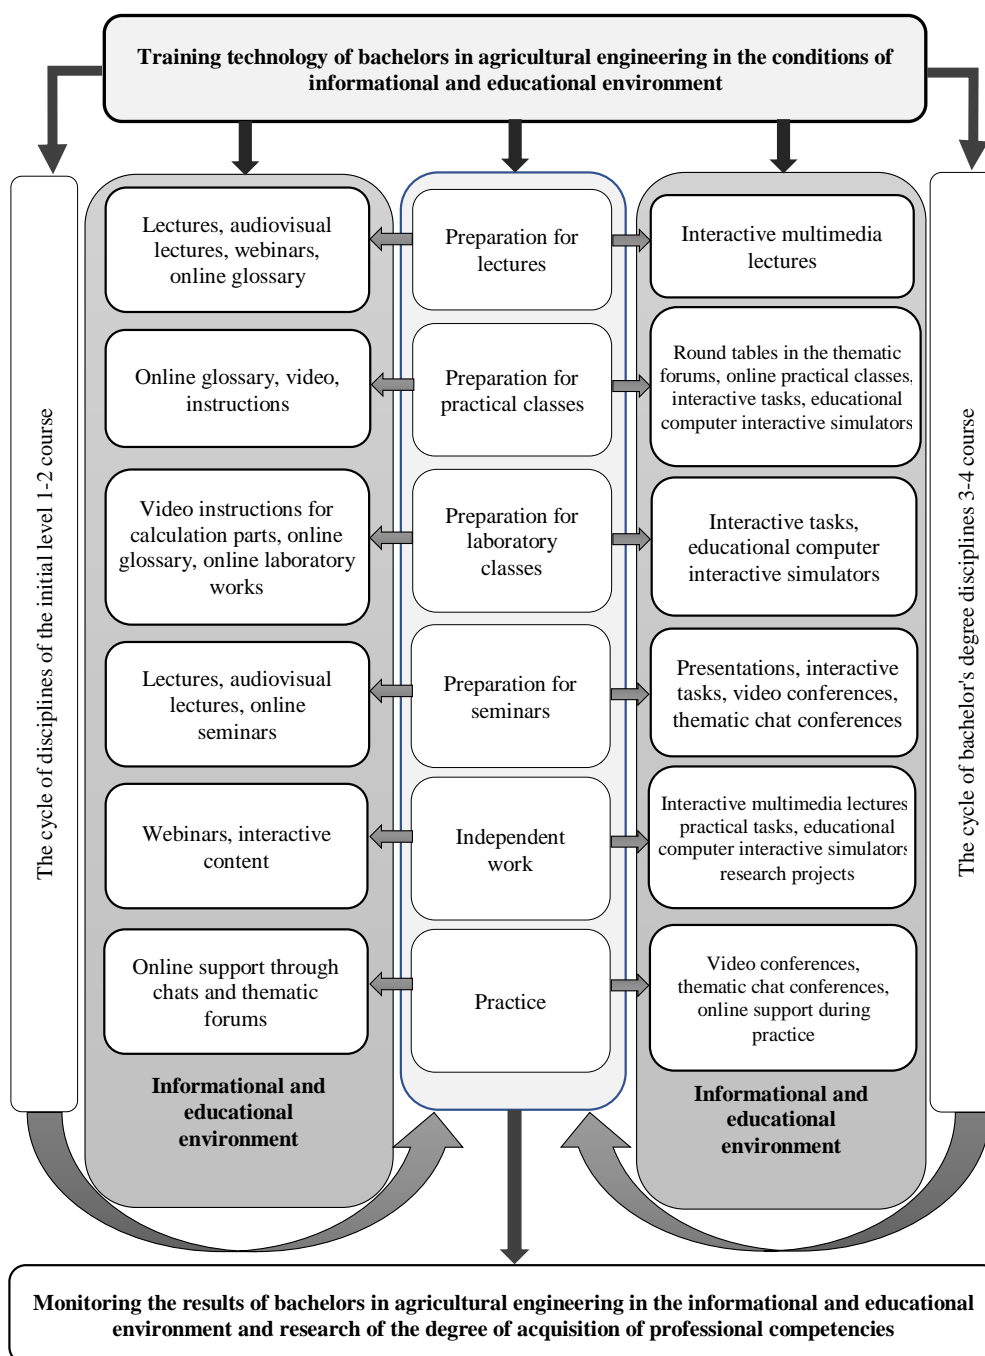 Training technology of bachelors in agricultural engineering in the conditions of
informational and educational environment
The cycle of disciplines of the initial level 1-2 course
Lectures, audiovisual
lectures, webinars,
online glossary
Preparation for
lectures
Interactive multimedia
lectures
Online glossary, video,
instructions
Preparation for
practical classes
Round tables in the thematic
forums, online practical classes,
interactive tasks, educational
computer interactive simulators
Video instructions for
calculation parts, online
glossary, online laboratory
works
Preparation for
laboratory
classes
Interactive tasks,
educational computer
interactive simulators
Lectures, audiovisual
lectures, online
seminars
Preparation for
seminars
Presentations, interactive
tasks, video conferences,
thematic chat conferences
Webinars, interactive
content
Independent
work
Interactive multimedia lectures
practical tasks, educational
computer interactive simulators
research projects
Online support through
chats and thematic
forums
Practice
Video conferences,
thematic chat conferences,
online support during
practice
Informational and
educational
environment
Informational and
educational
environment
The cycle of bachelor's degree disciplines 3-4 course
Monitoring the results of bachelors in agricultural engineering in the informational and educational
environment and research of the degree of acquisition of professional competencies